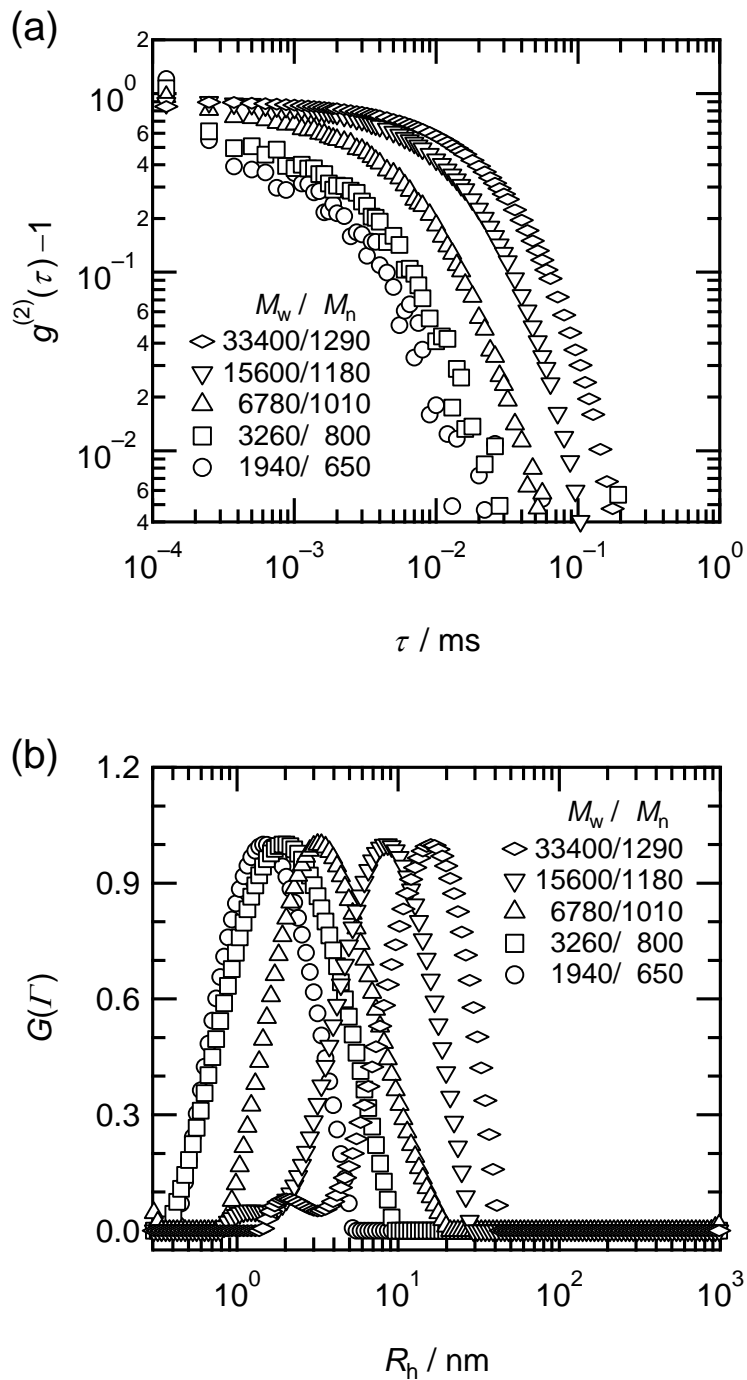 (a)
2
10⁰
6
4
2
10⁻¹
6
4
2
10⁻²
6
4
g⁽²⁾(τ) −1
M_w / M_n
33400/1290
15600/1180
6780/1010
3260/ 800
1940/ 650
10⁻⁴ 10⁻³ 10⁻² 10⁻¹ 10⁰
τ / ms
(b)
1.2
0.9
0.6
0.3
0.0
G(Γ)
M_w / M_n
33400/1290
15600/1180
6780/1010
3260/ 800
1940/ 650
10⁰ 10¹ 10² 10³
R_h / nm